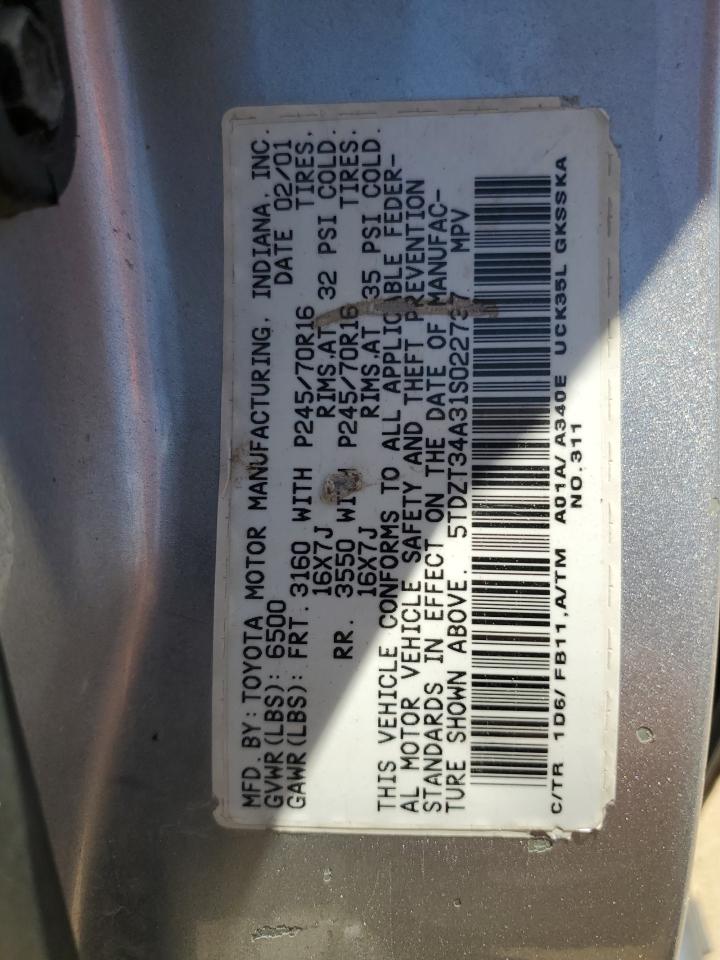 MFD. BY: TOYOTA MOTOR MANUFACTURING, INDIANA, INC.
GVWR(LBS): 6500 DATE 02/01
GAWR(LBS): FRT. 3160 WITH P245/70R16 TIRES,
16X7J RIMS,AT 32 PSI COLD.
RR. 3550 WITH P245/70R16 TIRES,
16X7J RIMS,AT 35 PSI COLD.
THIS VEHICLE CONFORMS TO ALL APPLICABLE FEDER-
AL MOTOR VEHICLE SAFETY AND THEFT PREVENTION
STANDARDS IN EFFECT ON THE DATE OF MANUFAC-
TURE SHOWN ABOVE. MPV
C/TR 1D6/ FB11,A/TM A01A/ A340E UCK35L GKSSKA
NO.311